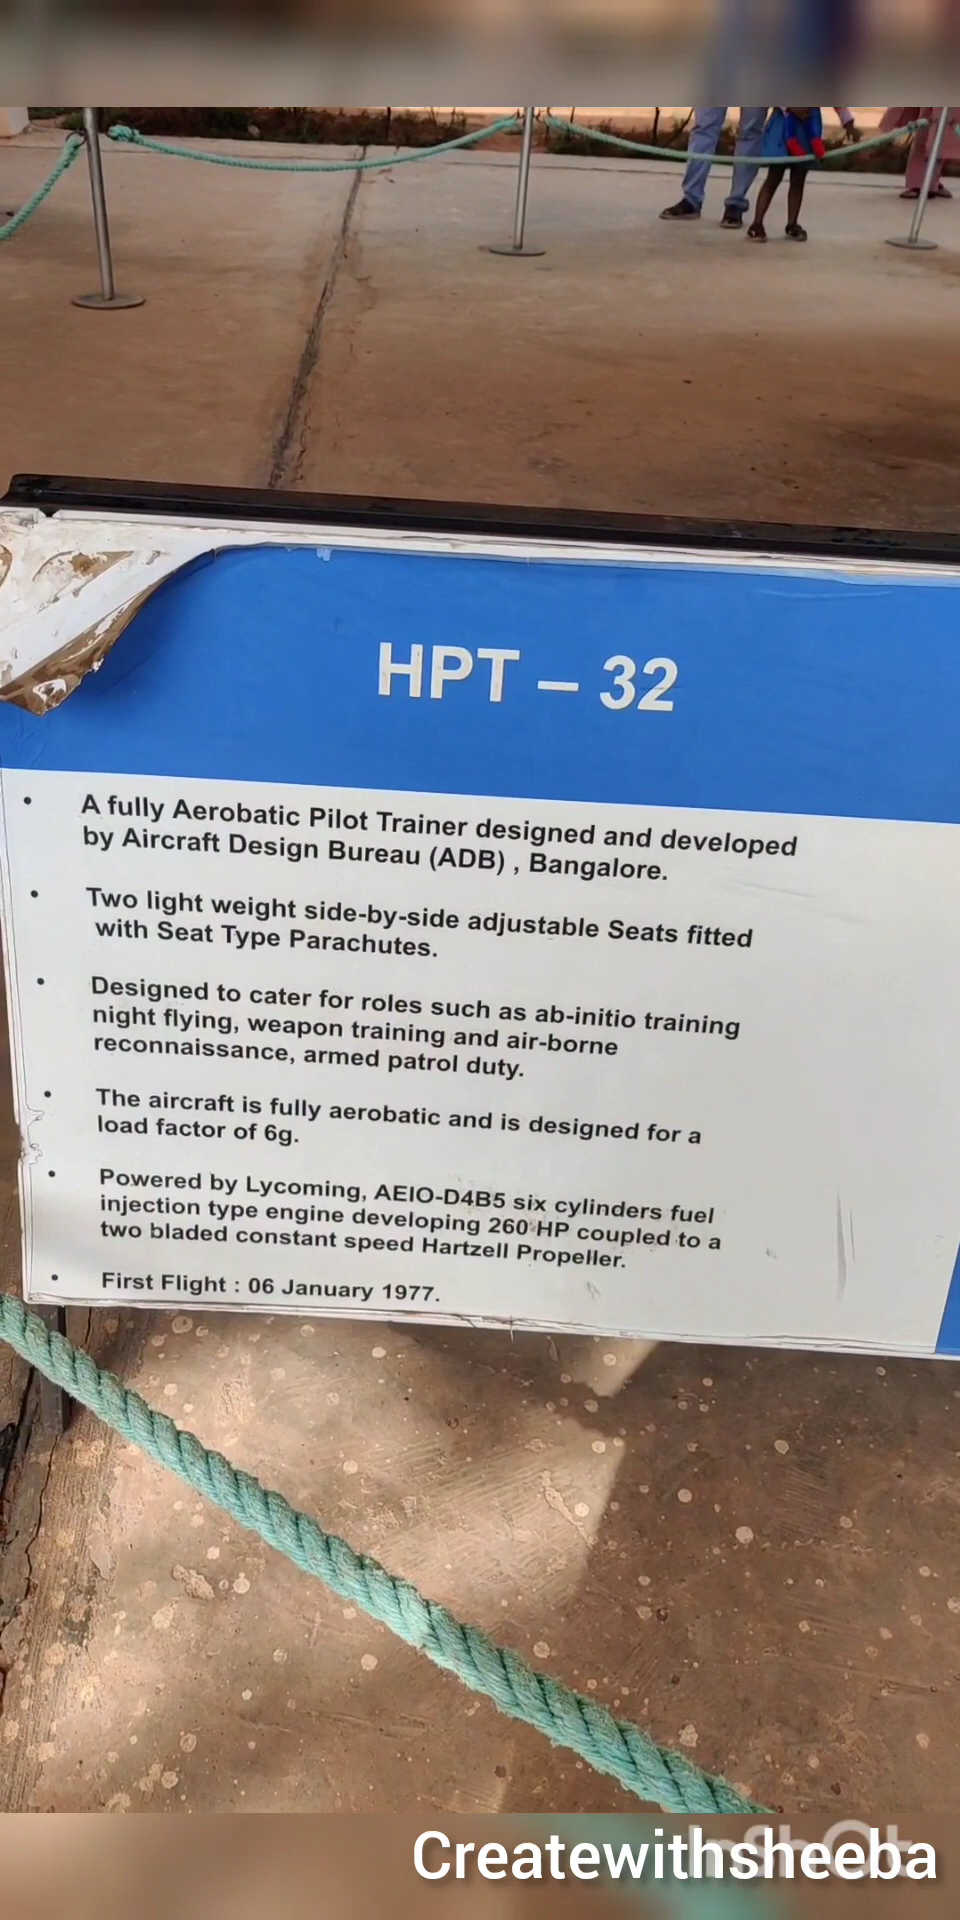 HPT – 32
• A fully Aerobatic Pilot Trainer designed and developed
by Aircraft Design Bureau (ADB) , Bangalore.
• Two light weight side-by-side adjustable Seats fitted
with Seat Type Parachutes.
• Designed to cater for roles such as ab-initio training
night flying, weapon training and air-borne
reconnaissance, armed patrol duty.
• The aircraft is fully aerobatic and is designed for a
load factor of 6g.
• Powered by Lycoming, AEIO-D4B5 six cylinders fuel
injection type engine developing 260 HP coupled to a
two bladed constant speed Hartzell Propeller.
• First Flight : 06 January 1977.
InShOt
Createwithsheeba